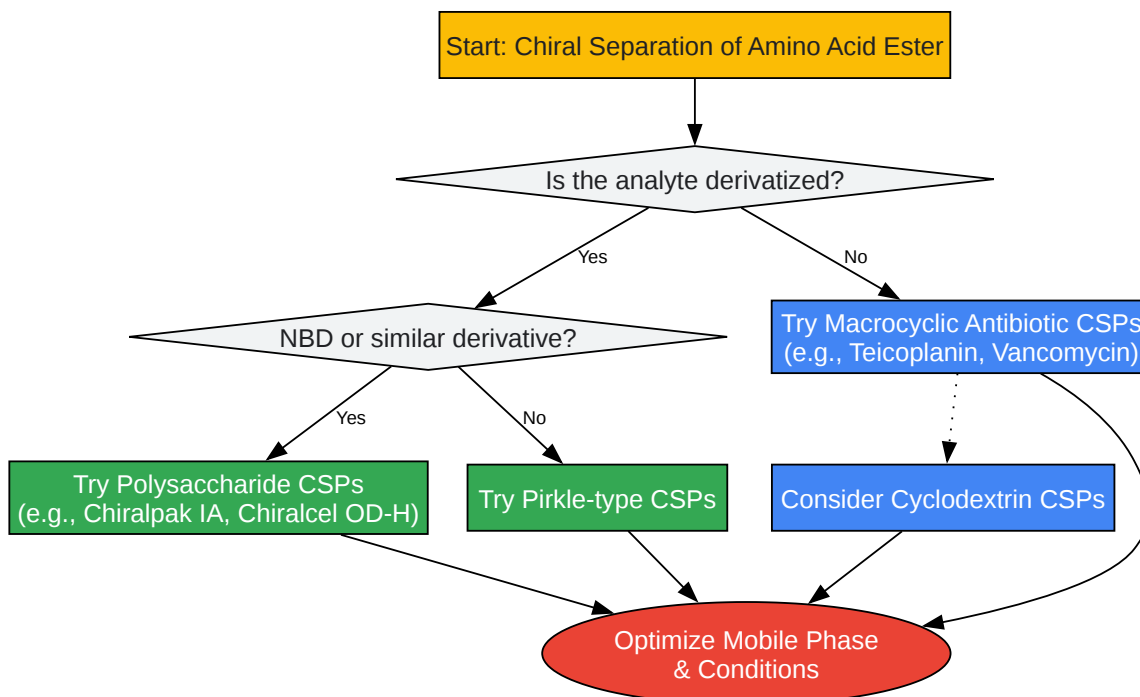 Start: Chiral Separation of Amino Acid Ester
Is the analyte derivatized?
Yes
No
NBD or similar derivative?
Try Macrocyclic Antibiotic CSPs
(e.g., Teicoplanin, Vancomycin)
Yes
No
Try Polysaccharide CSPs
(e.g., Chiralpak IA, Chiralcel OD-H)
Try Pirkle-type CSPs
Consider Cyclodextrin CSPs
Optimize Mobile Phase
& Conditions